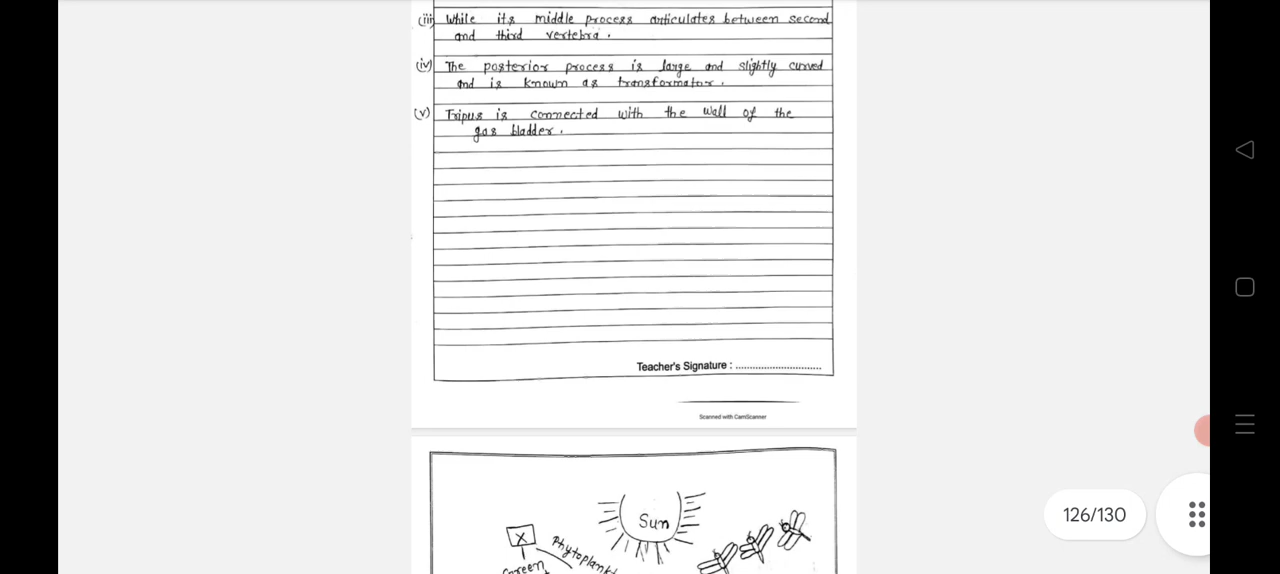 (iii) While its middle process articulates between second
and third vertebra.
(iv) The posterior process is large and slightly curved
and is known as transformator.
(v) Tripus is connected with the wall of the
gas bladder.
Teacher's Signature : ..............................
Scanned with CamScanner
Sun
X
Phytoplankt
Green
126/130